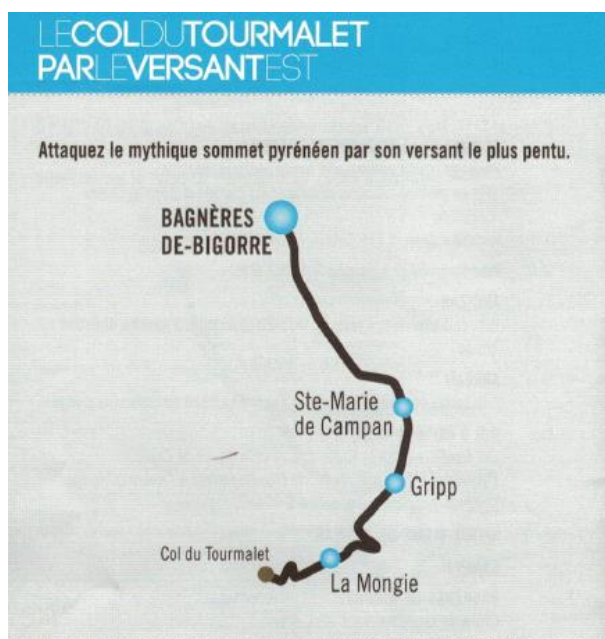 LECOLDUTOURMALET
PARLEVERSANTEST
Attaquez le mythique sommet pyrénéen par son versant le plus pentu.
BAGNÈRES
DE-BIGORRE
Ste-Marie
de Campan
Gripp
Col du Tourmalet
La Mongie